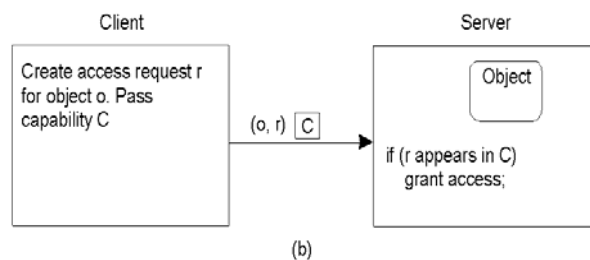 Client
Server
Create access request r
for object o. Pass
capability C
(o, r) C
Object
if (r appears in C)
grant access;
(b)